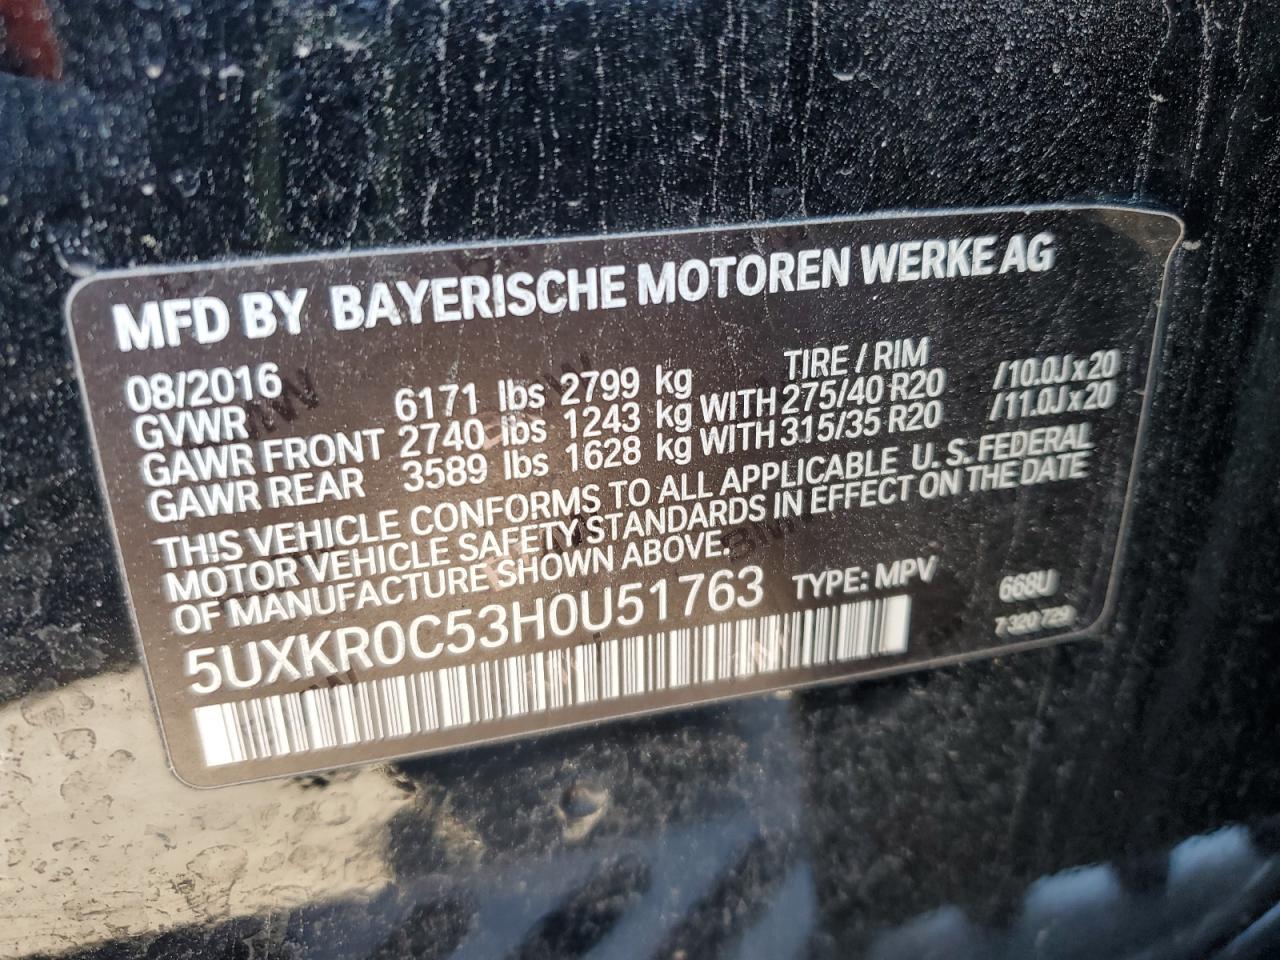 MFD BY BAYERISCHE MOTOREN WERKE AG
08/2016 TIRE / RIM
GVWR 6171 lbs 2799 kg
GAWR FRONT 2740 lbs 1243 kg WITH 275/40 R20 /10.0J x 20
GAWR REAR 3589 lbs 1628 kg WITH 315/35 R20 /11.0J x 20
THIS VEHICLE CONFORMS TO ALL APPLICABLE U.S. FEDERAL
MOTOR VEHICLE SAFETY STANDARDS IN EFFECT ON THE DATE
OF MANUFACTURE SHOWN ABOVE.
5UXKR0C53H0U51763 TYPE: MPV 668U
7 320 729